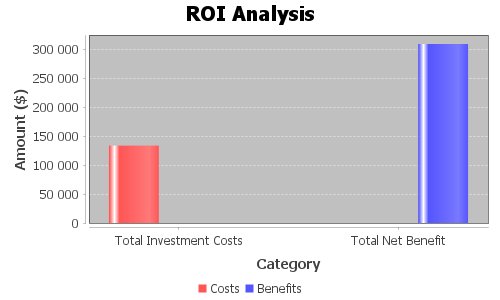 ROI Analysis
Amount ($)
300 000
250 000
200 000
150 000
100 000
50 000
0
Total Investment Costs
Total Net Benefit
Category
Costs
Benefits